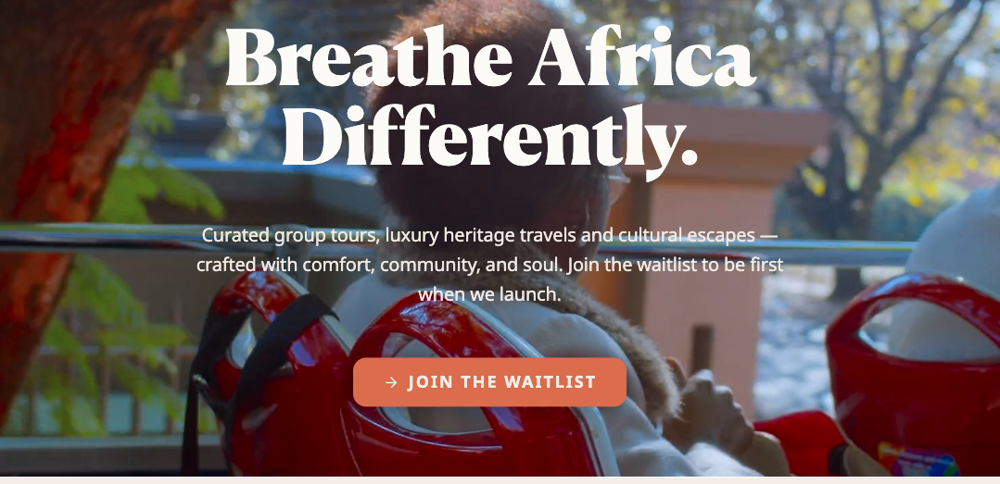 Breathe Africa
Differently.
Curated group tours, luxury heritage travels and cultural escapes —
crafted with comfort, community, and soul. Join the waitlist to be first
when we launch.
→ JOIN THE WAITLIST